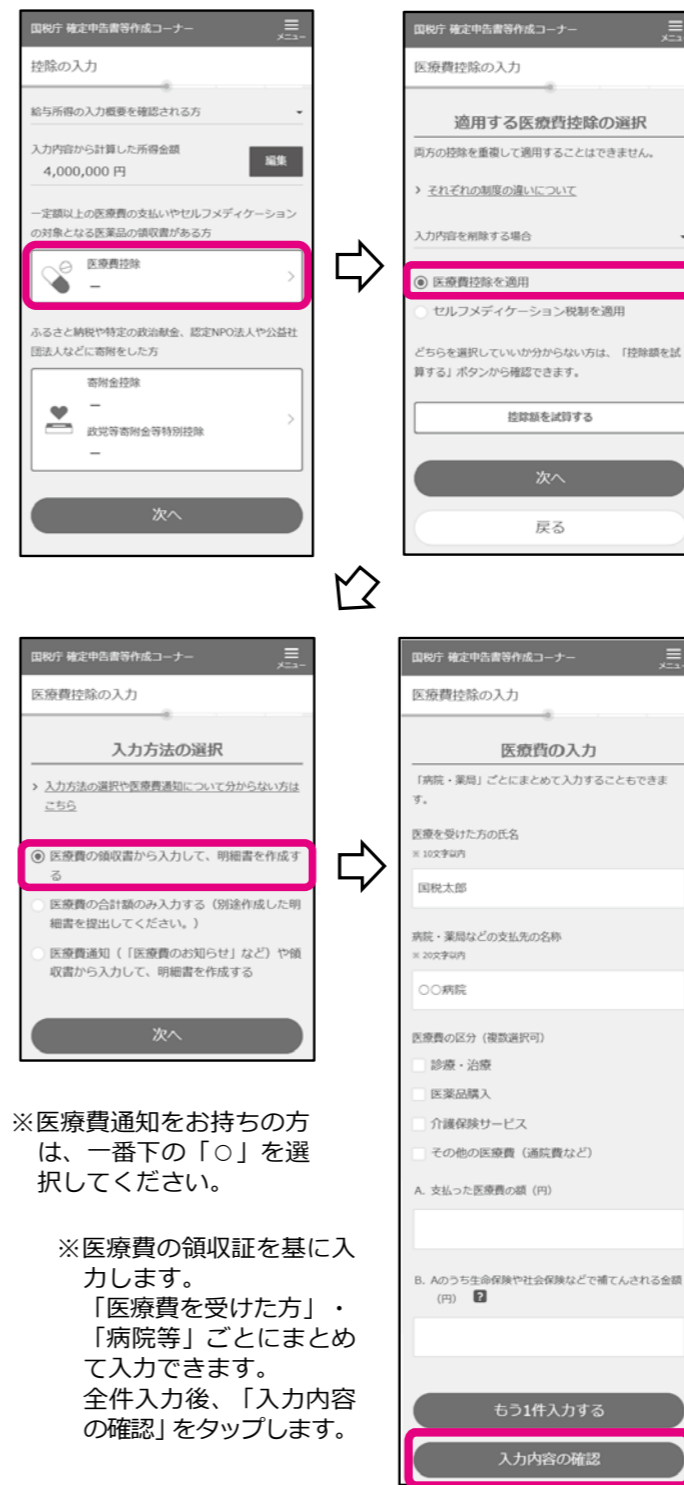 国税庁 確定申告書等作成コーナー
メニュー
控除の入力
給与所得の入力概要を確認される方
入力内容から計算した所得金額
4,000,000 円
編集
一定額以上の医療費の支払いやセルフメディケーション
の対象となる医薬品の領収書がある方
医療費控除
ー
ふるさと納税や特定の政治献金、認定NPO法人や公益社
団法人などに寄附をした方
寄附金控除
ー
政党等寄附金等特別控除
ー
次へ
国税庁 確定申告書等作成コーナー
メニュー
医療費控除の入力
適用する医療費控除の選択
両方の控除を重複して適用することはできません。
> それぞれの制度の違いについて
入力内容を削除する場合
医療費控除を適用
セルフメディケーション税制を適用
どちらを選択していいか分からない方は、「控除額を試
算する」ボタンから確認できます。
控除額を試算する
次へ
戻る
国税庁 確定申告書等作成コーナー
メニュー
医療費控除の入力
入力方法の選択
> 入力方法の選択や医療費通知について分からない方は
こちら
医療費の領収書から入力して、明細書を作成す
る
医療費の合計額のみ入力する(別途作成した明
細書を提出してください。)
医療費通知(「医療費のお知らせ」など)や領
収書から入力して、明細書を作成する
次へ
※医療費通知をお持ちの方
は、一番下の「○」を選
択してください。
※医療費の領収証を基に入
力します。
「医療費を受けた方」・
「病院等」ごとにまとめ
て入力できます。
全件入力後、「入力内容
の確認」をタップします。
国税庁 確定申告書等作成コーナー
メニュー
医療費控除の入力
医療費の入力
「病院・薬局」ごとにまとめて入力することもできま
す。
医療を受けた方の氏名
※ 10文字以内
国税太郎
病院・薬局などの支払先の名称
※ 20文字以内
○○病院
医療費の区分(複数選択可)
診療・治療
医薬品購入
介護保険サービス
その他の医療費(通院費など)
A. 支払った医療費の額(円)
B. Aのうち生命保険や社会保険などで補てんされる金額
(円) ?
もう1件入力する
入力内容の確認